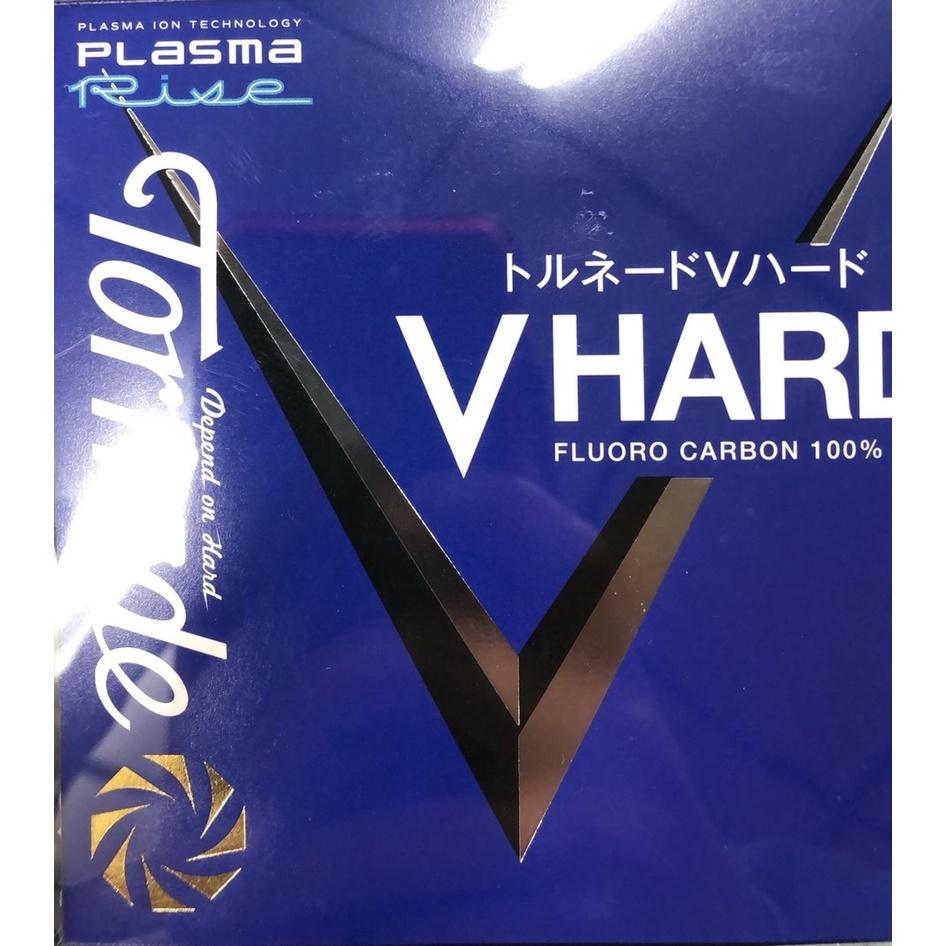 PLASMA ION TECHNOLOGY
PLASMA
Rise
Depend on Hard
トルネードVハード
V HARD
FLUORO CARBON 100%